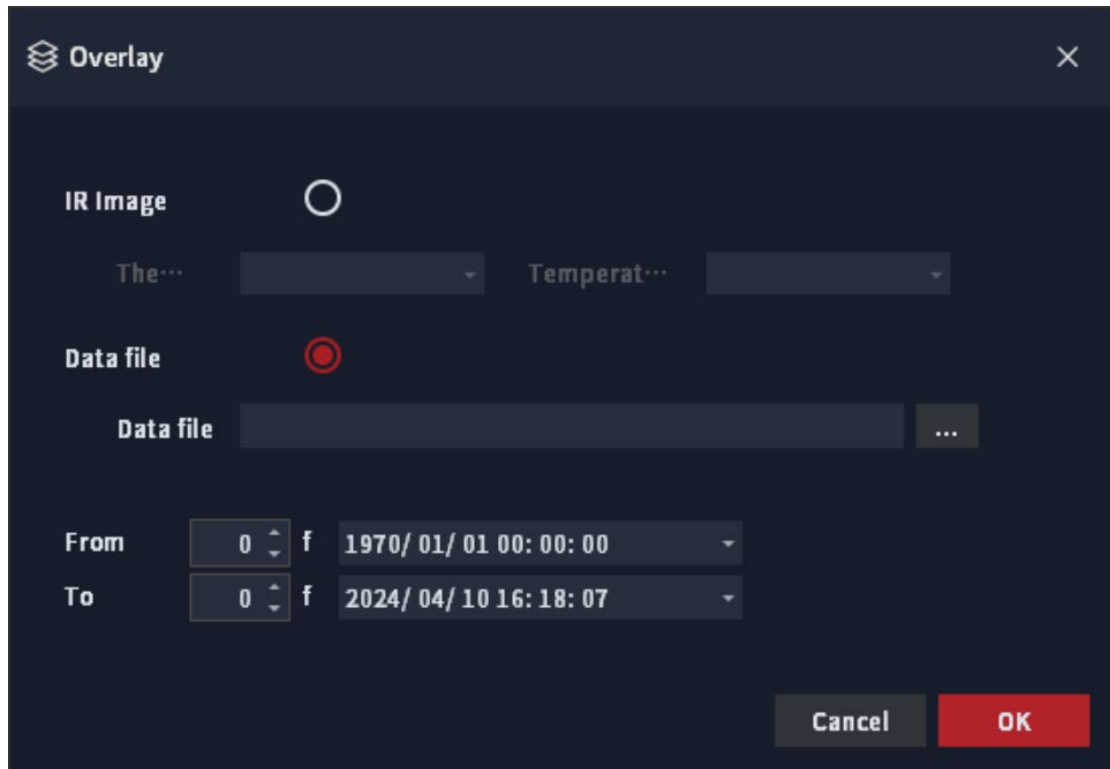 Overlay
IR Image
The… Temperat…
Data file
Data file ...
From 0 f 1970/ 01/ 01 00: 00: 00
To 0 f 2024/ 04/ 10 16: 18: 07
Cancel OK